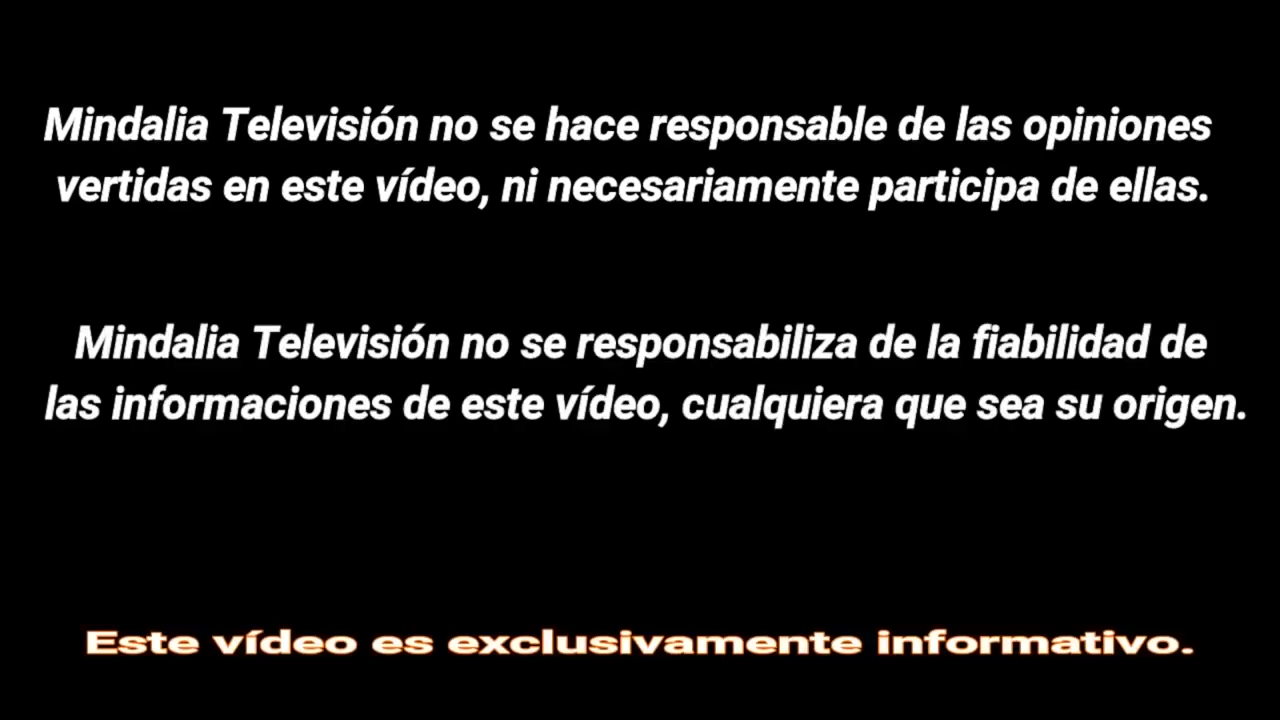 Mindalia Televisión no se hace responsable de las opiniones
vertidas en este vídeo, ni necesariamente participa de ellas.
Mindalia Televisión no se responsabiliza de la fiabilidad de
las informaciones de este vídeo, cualquiera que sea su origen.
Este vídeo es exclusivamente informativo.